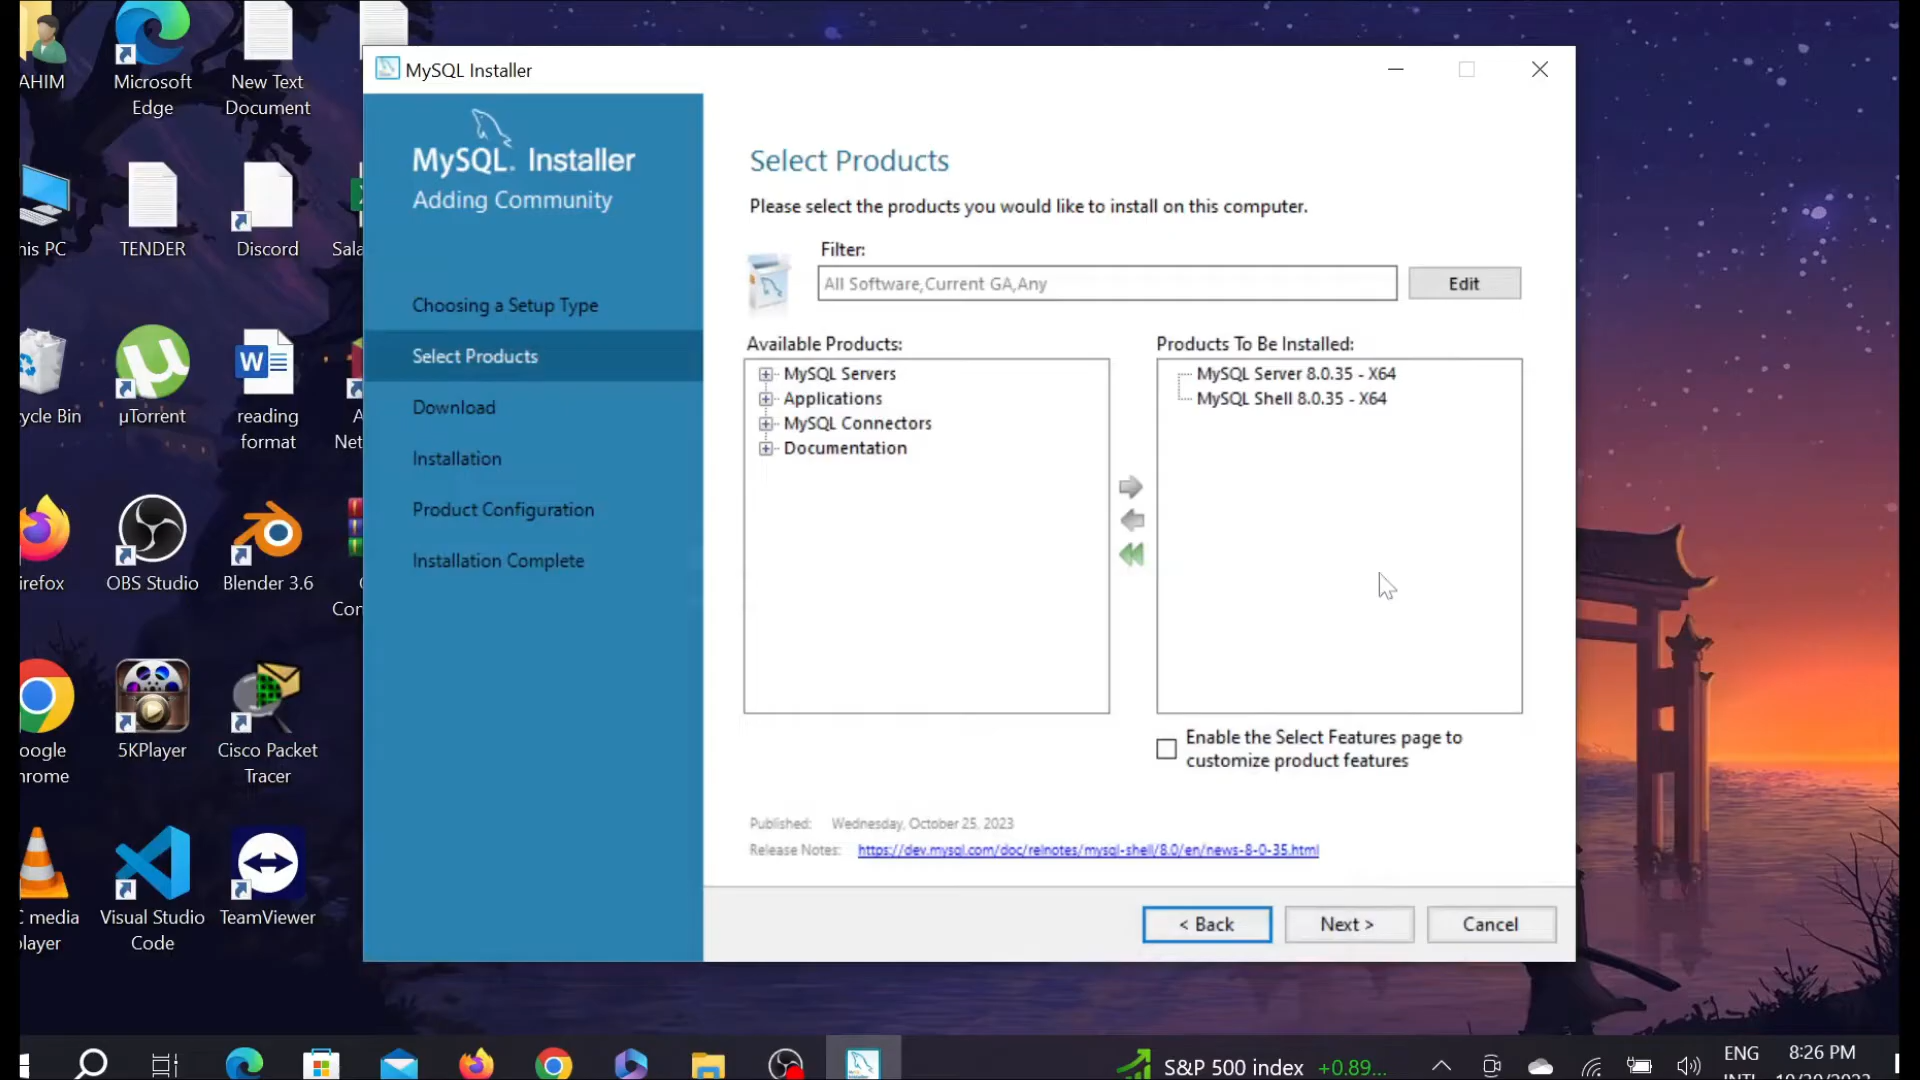 AHIM
Microsoft
Edge
New Text
Document
his PC
TENDER
Discord
Sala
ycle Bin
µTorrent
reading
format
Net
irefox
OBS Studio
Blender 3.6
Con
oogle
hrome
5KPlayer
Cisco Packet
Tracer
C media
player
Visual Studio
Code
TeamViewer
MySQL Installer
MySQL. Installer
Adding Community
Choosing a Setup Type
Select Products
Download
Installation
Product Configuration
Installation Complete
Select Products
Please select the products you would like to install on this computer.
Filter:
All Software,Current GA,Any
Edit
Available Products:
MySQL Servers
Applications
MySQL Connectors
Documentation
Products To Be Installed:
MySQL Server 8.0.35 - X64
MySQL Shell 8.0.35 - X64
Enable the Select Features page to
customize product features
Published: Wednesday, October 25, 2023
Release Notes: https://dev.mysql.com/doc/relnotes/mysql-shell/8.0/en/news-8-0-35.html
< Back
Next >
Cancel
S&P 500 index +0.89...
ENG
8:26 PM